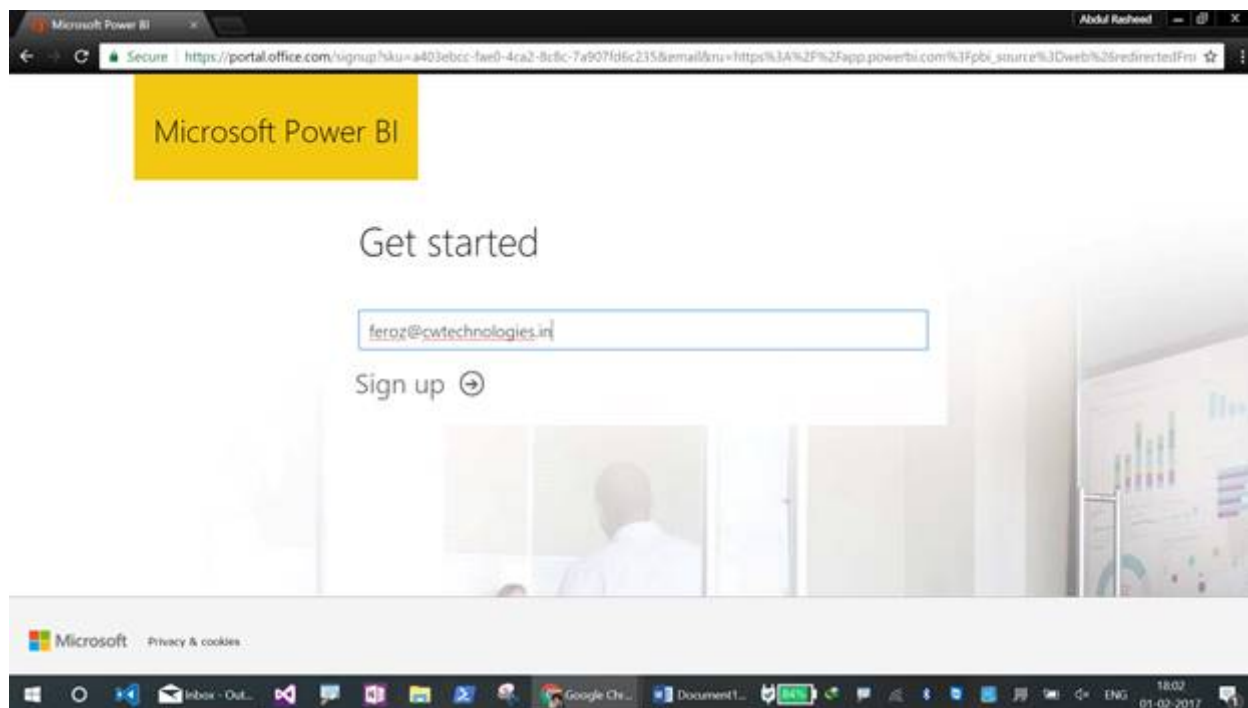 Microsoft Power BI
Abdul Rasheed
Secure https://portal.office.com/signup?sku=a403ebcc-fae0-4ca2-8c8c-7a907fd6c235&email&ru=https%3A%2F%2Fapp.powerbi.com%3Fpbi_source%3Dweb%26redirectedFro
Microsoft Power BI
Get started
feroz@cwtechnologies.in
Sign up
Microsoft Privacy & cookies
Inbox - Out... Google Chr... Document1... 84% ENG 18:02
01-02-2017